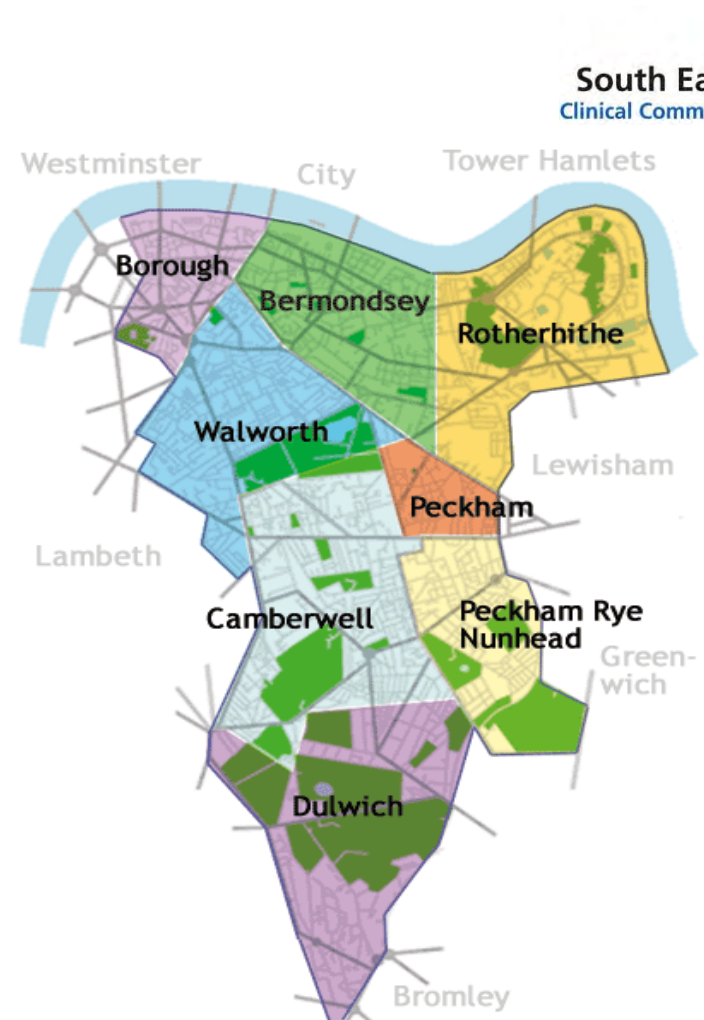 South Ea
Clinical Comm
Westminster
City
Tower Hamlets
Borough
Bermondsey
Rotherhithe
Walworth
Lewisham
Peckham
Lambeth
Camberwell
Peckham Rye
Nunhead
Green-
wich
Dulwich
Bromley